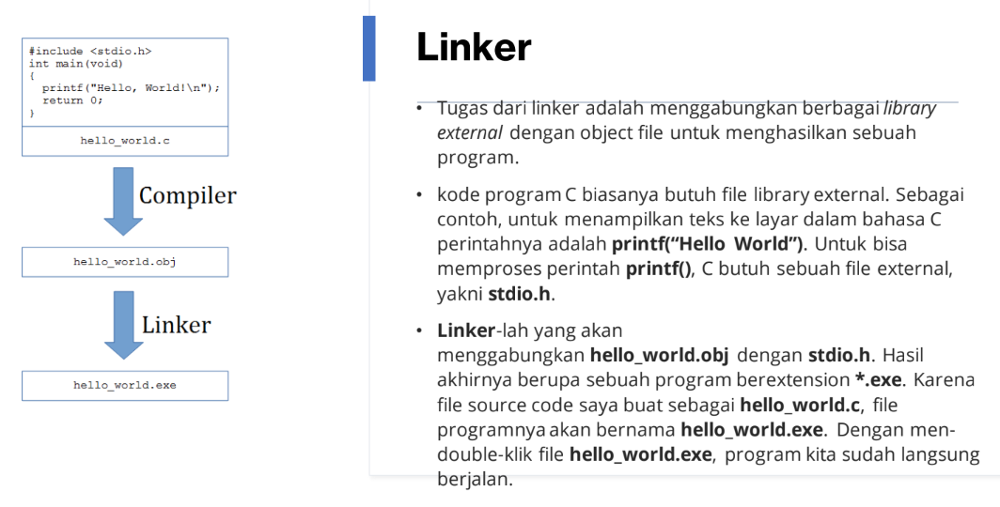 #include <stdio.h>
int main(void)
{
printf("Hello, World!\n");
return 0;
}
hello_world.c
Compiler
hello_world.obj
Linker
hello_world.exe
Linker
• Tugas dari linker adalah menggabungkan berbagai library
external dengan object file untuk menghasilkan sebuah
program.
• kode program C biasanya butuh file library external. Sebagai
contoh, untuk menampilkan teks ke layar dalam bahasa C
perintahnya adalah printf(“Hello World”). Untuk bisa
memproses perintah printf(), C butuh sebuah file external,
yakni stdio.h.
• Linker-lah yang akan
menggabungkan hello_world.obj dengan stdio.h. Hasil
akhirnya berupa sebuah program berextension *.exe. Karena
file source code saya buat sebagai hello_world.c, file
programnya akan bernama hello_world.exe. Dengan men-
double-klik file hello_world.exe, program kita sudah langsung
berjalan.